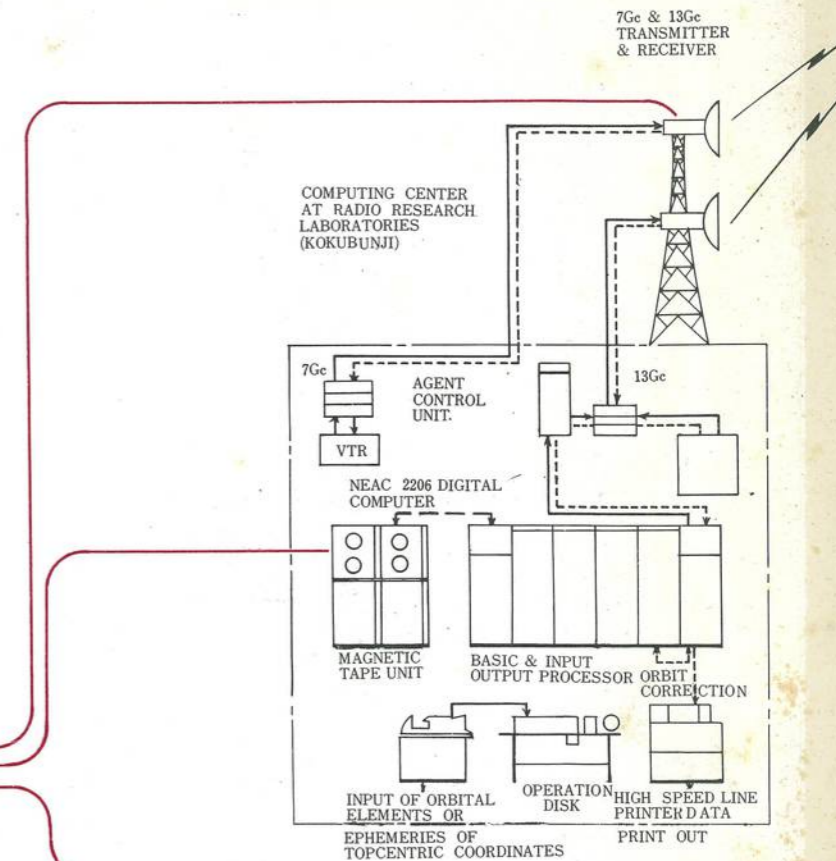 7Gc & 13Gc
TRANSMITTER
& RECEIVER
COMPUTING CENTER
AT RADIO RESEARCH
LABORATORIES
(KOKUBUNJI)
7Gc
AGENT
CONTROL
UNIT.
13Gc
VTR
NEAC 2206 DIGITAL
COMPUTER
MAGNETIC
TAPE UNIT
BASIC & INPUT
OUTPUT PROCESSOR
ORBIT
CORRECTION
INPUT OF ORBITAL
ELEMENTS OR
EPHEMERIES OF
TOPCENTRIC COORDINATES
OPERATION
DISK
HIGH SPEED LINE
PRINTER DATA
PRINT OUT